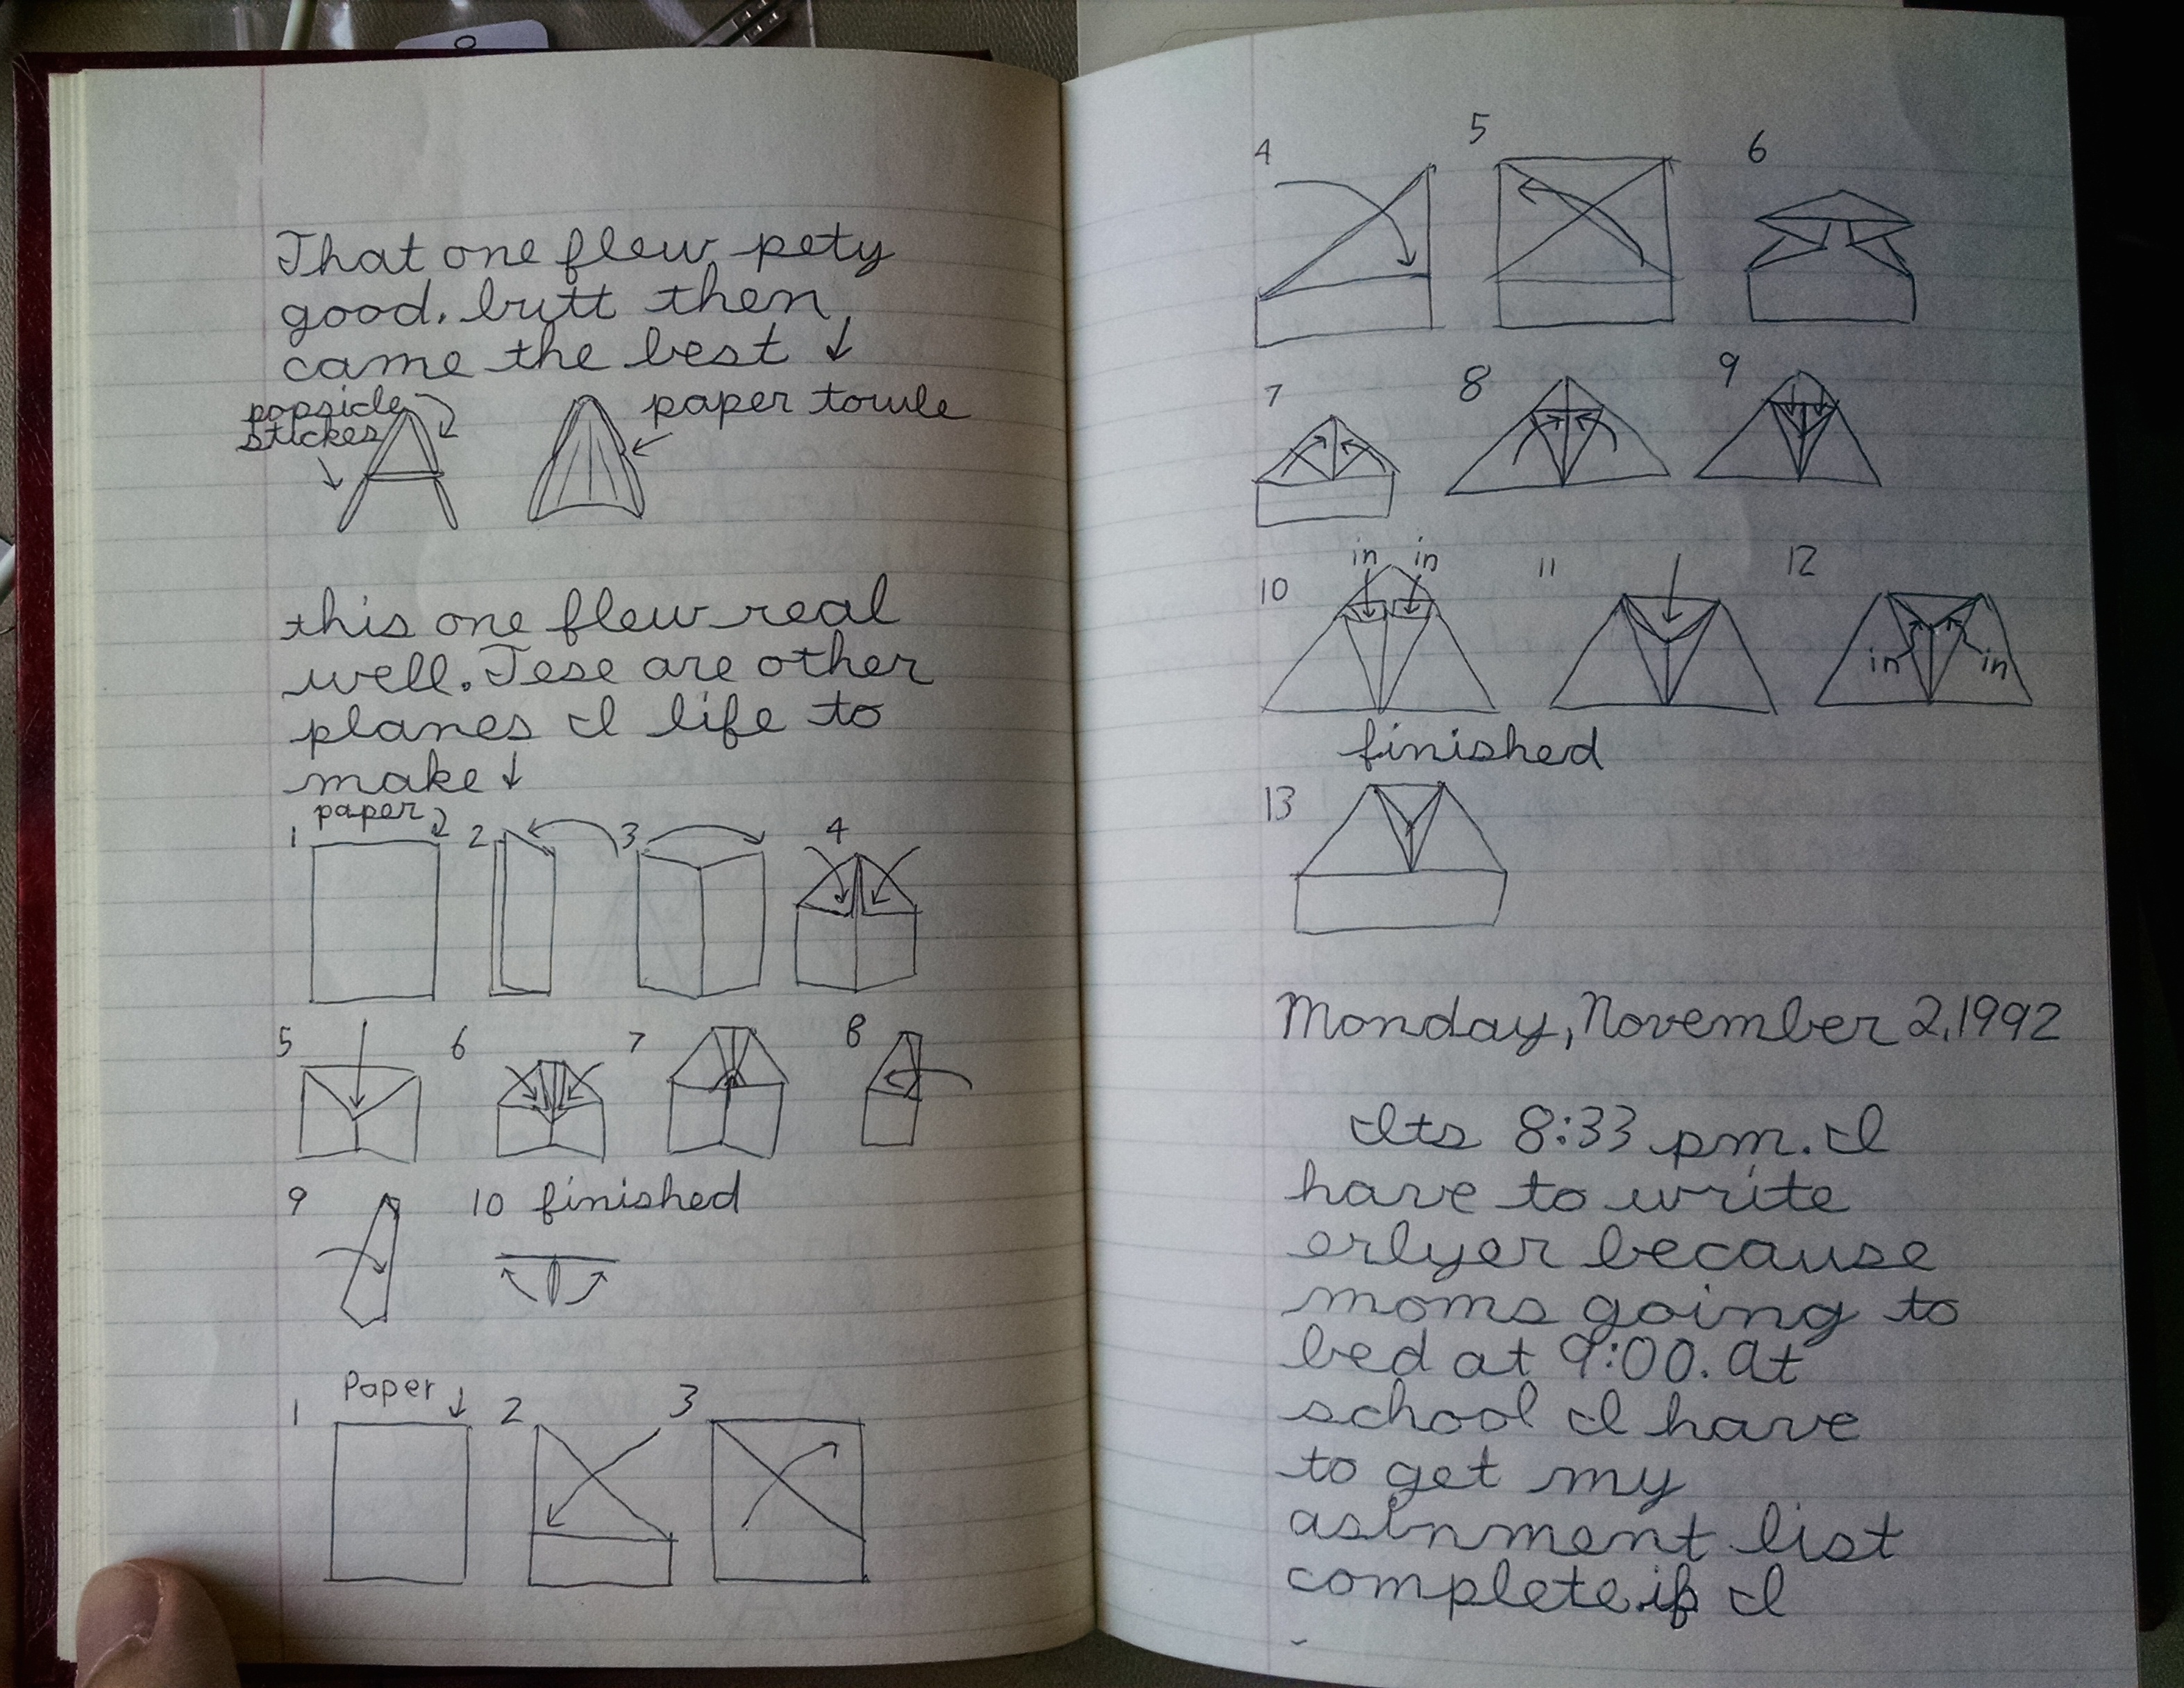 That one flew pety
good. butt then
came the best ↓
popsicle
stickes
paper towle
this one flew real
well. Tese are other
planes I life to
make ↓
paper
1 2 3 4
5 6 7 8
9 10 finished
Paper ↓
1 2 3
4 5 6
7 8 9
in in
10 11 12
in in
finished
13
Monday, November 2, 1992
Its 8:33 pm. I
have to write
erlyer because
moms going to
bed at 9:00. At
school I have
to get my
asinment list
complete. if I